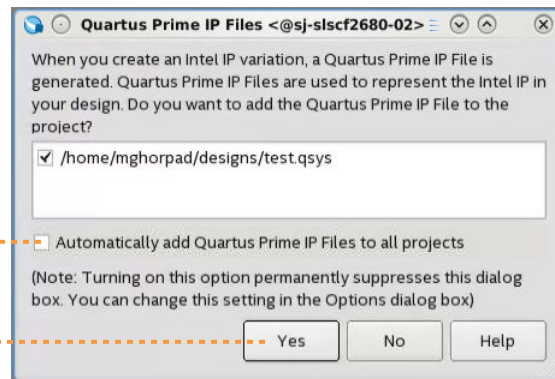 Quartus Prime IP Files <@sj-slscf2680-02>
When you create an Intel IP variation, a Quartus Prime IP File is
generated. Quartus Prime IP Files are used to represent the Intel IP in
your design. Do you want to add the Quartus Prime IP File to the
project?
/home/mghorpad/designs/test.qsys
Automatically add Quartus Prime IP Files to all projects
(Note: Turning on this option permanently suppresses this dialog
box. You can change this setting in the Options dialog box)
Yes No Help